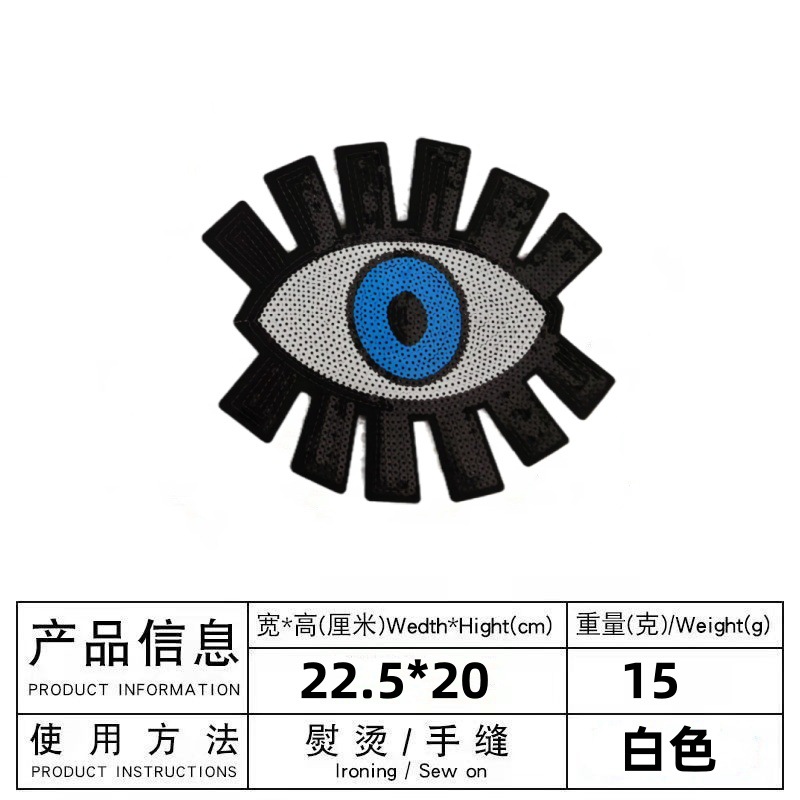 产品信息
PRODUCT INFORMATION
宽*高(厘米)Wedth*Hight(cm)
重量(克)/Weight(g)
22.5*20
15
使用方法
PRODUCT INSTRUCTIONS
熨烫/手缝
Ironing / Sew on
白色